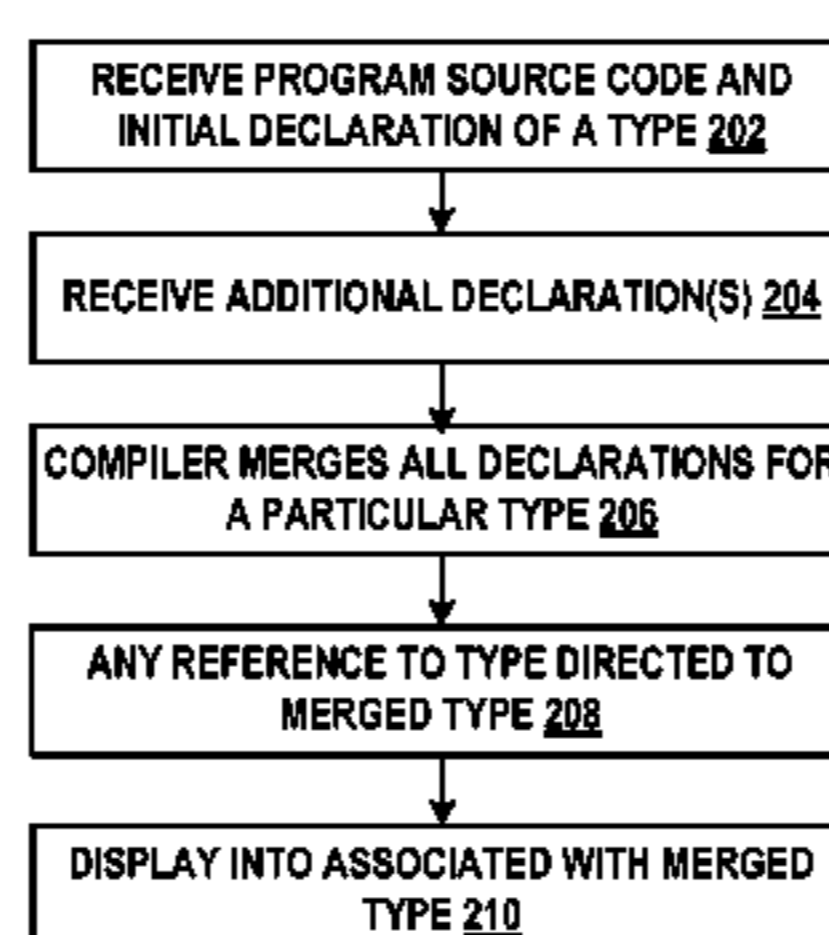 RECEIVE PROGRAM SOURCE CODE AND
INITIAL DECLARATION OF A TYPE 202
RECEIVE ADDITIONAL DECLARATION(S) 204
COMPILER MERGES ALL DECLARATIONS FOR
A PARTICULAR TYPE 206
ANY REFERENCE TO TYPE DIRECTED TO
MERGED TYPE 208
DISPLAY INTO ASSOCIATED WITH MERGED
TYPE 210